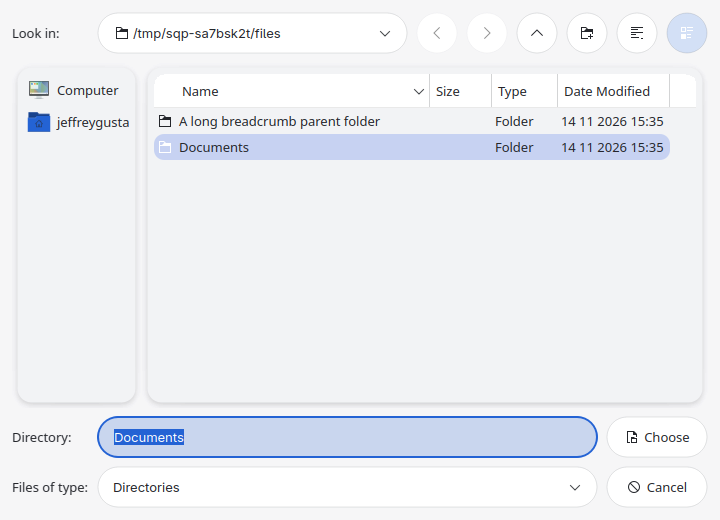 Look in:
/tmp/sqp-sa7bsk2t/files
Computer
jeffreygusta
Name Size Type Date Modified
A long breadcrumb parent folder Folder 14 11 2026 15:35
Documents Folder 14 11 2026 15:35
Directory: Documents Choose
Files of type: Directories Cancel